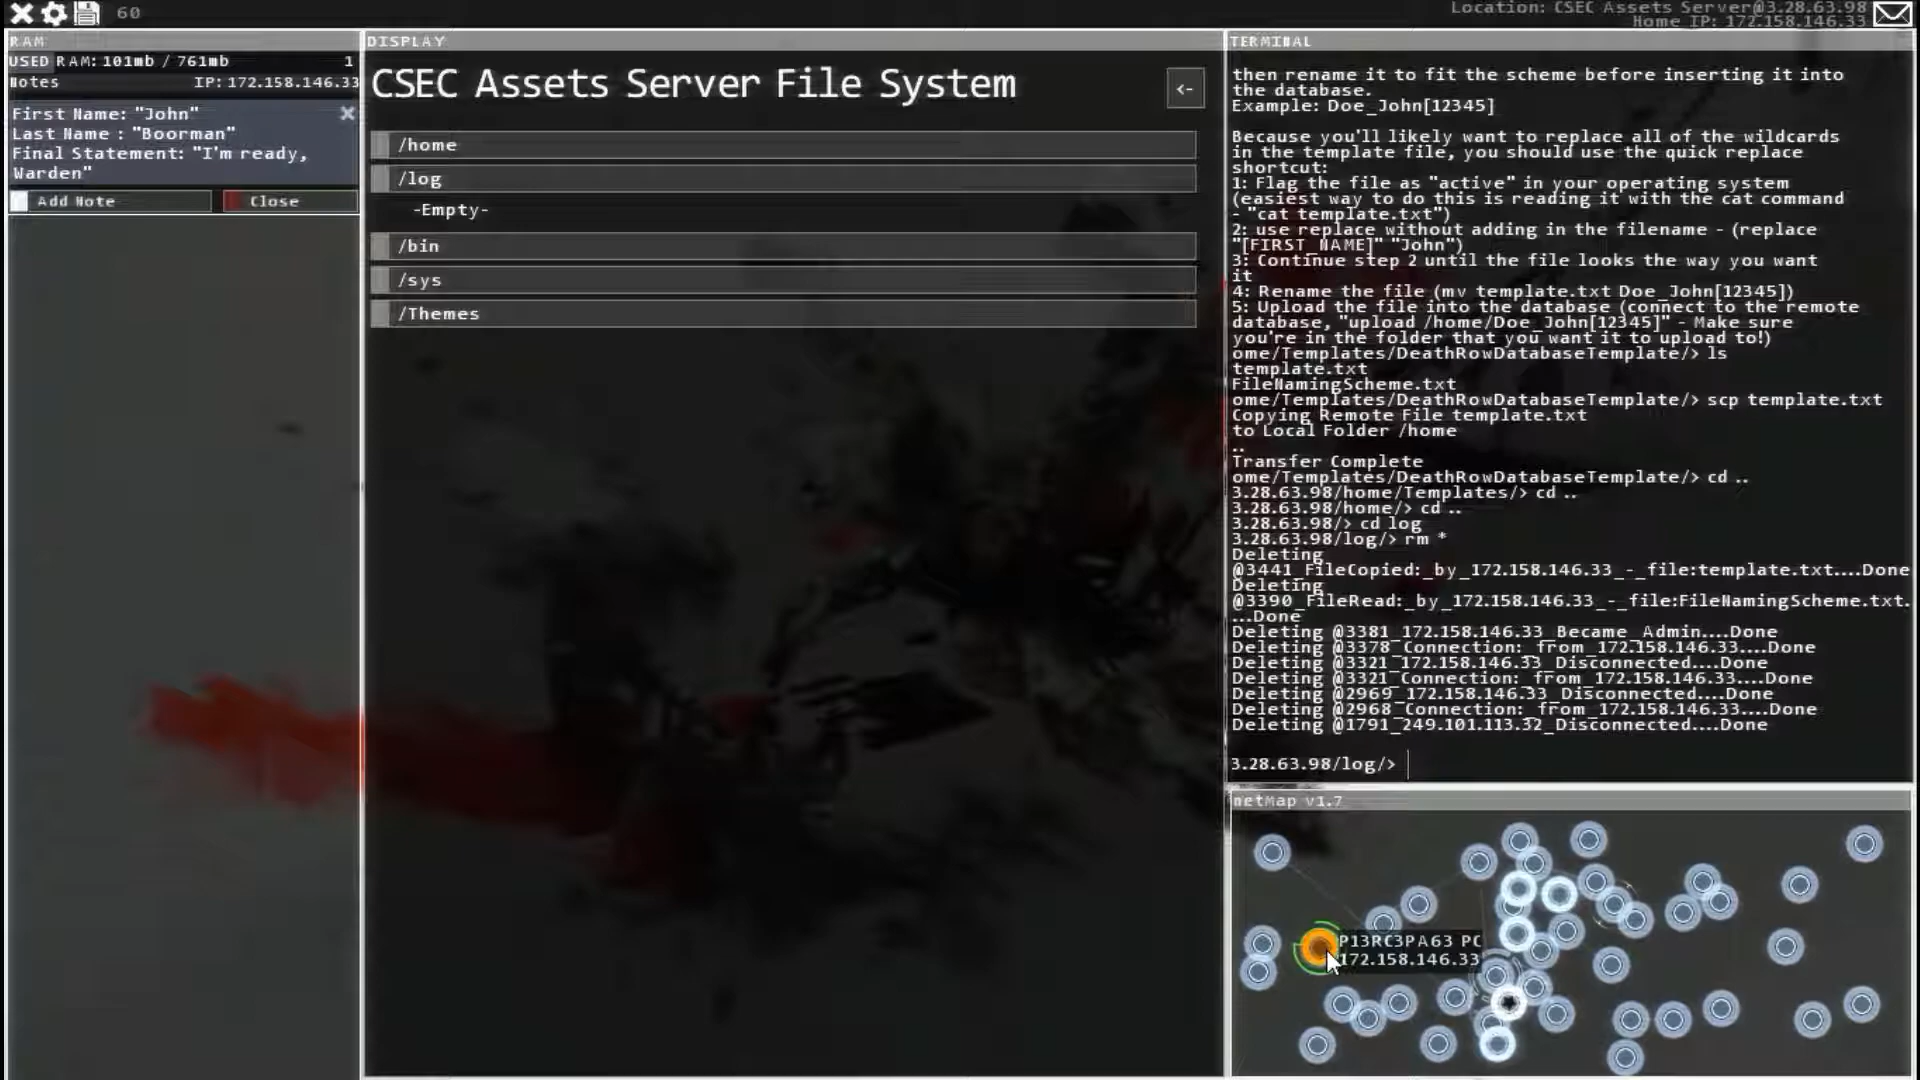 60
Location: CSEC Assets Server@3.28.63.98
Home IP: 172.158.146.33
RAM
USED RAM: 101mb / 761mb 1
Notes IP: 172.158.146.33
First Name: "John"
Last Name : "Boorman"
Final Statement: "I'm ready,
Warden"
Add Note Close
DISPLAY
CSEC Assets Server File System
<-
/home
/log
-Empty-
/bin
/sys
/Themes
TERMINAL
then rename it to fit the scheme before inserting it into
the database.
Example: Doe_John[12345]
Because you'll likely want to replace all of the wildcards
in the template file, you should use the quick replace
shortcut:
1: Flag the file as "active" in your operating system
(easiest way to do this is reading it with the cat command
- "cat template.txt")
2: use replace without adding in the filename - (replace
"[FIRST_NAME]" "John")
3: Continue step 2 until the file looks the way you want
it
4: Rename the file (mv template.txt Doe_John[12345])
5: Upload the file into the database (connect to the remote
database, "upload /home/Doe_John[12345]" - Make sure
you're in the folder that you want it to upload to!)
ome/Templates/DeathRowDatabaseTemplate/> ls
template.txt
FileNamingScheme.txt
ome/Templates/DeathRowDatabaseTemplate/> scp template.txt
Copying Remote File template.txt
to Local Folder /home
..
Transfer Complete
ome/Templates/DeathRowDatabaseTemplate/> cd ..
3.28.63.98/home/Templates/> cd ..
3.28.63.98/home/> cd ..
3.28.63.98/> cd log
3.28.63.98/log/> rm *
Deleting
@3441_FileCopied:_by_172.158.146.33_-_file:template.txt....Done
Deleting
@3390_FileRead:_by_172.158.146.33_-_file:FileNamingScheme.txt.
...Done
Deleting @3381_172.158.146.33_Became_Admin....Done
Deleting @3378_Connection:_from_172.158.146.33....Done
Deleting @3321_172.158.146.33_Disconnected....Done
Deleting @3321_Connection:_from_172.158.146.33....Done
Deleting @2969_172.158.146.33_Disconnected....Done
Deleting @2968_Connection:_from_172.158.146.33....Done
Deleting @1791_249.101.113.32_Disconnected....Done
3.28.63.98/log/>
netMap v1.7
P13RC3PA63 PC
172.158.146.33